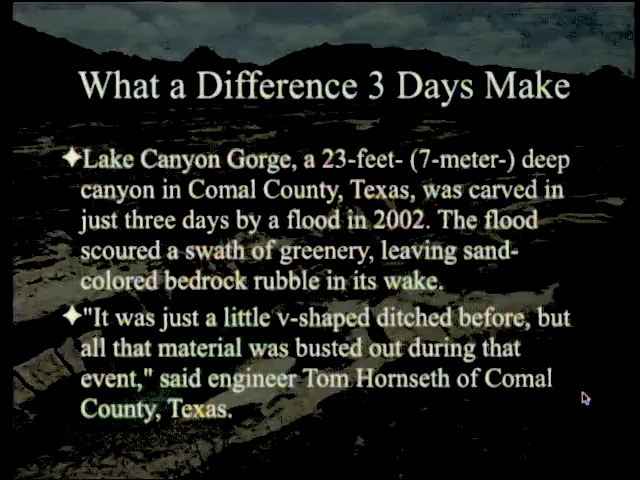 What a Difference 3 Days Make
✦Lake Canyon Gorge, a 23-feet- (7-meter-) deep
canyon in Comal County, Texas, was carved in
just three days by a flood in 2002. The flood
scoured a swath of greenery, leaving sand-
colored bedrock rubble in its wake.
✦"It was just a little v-shaped ditched before, but
all that material was busted out during that
event," said engineer Tom Hornseth of Comal
County, Texas.